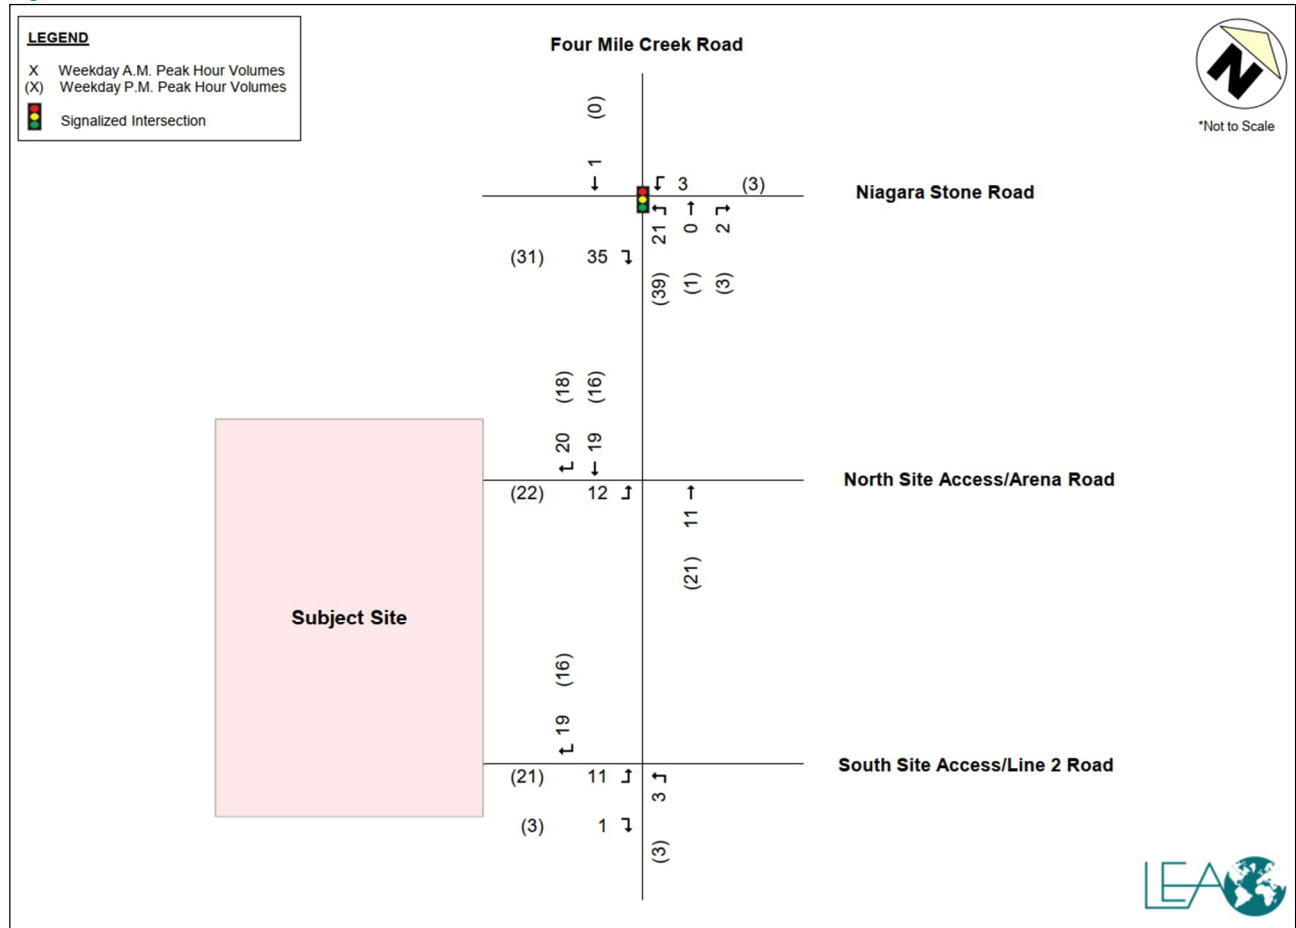 LEGEND
X Weekday A.M. Peak Hour Volumes
(X) Weekday P.M. Peak Hour Volumes
Signalized Intersection
Four Mile Creek Road
N
*Not to Scale
(0)
1
3 (3)
Niagara Stone Road
21 0 2
(31) 35
(39) (1) (3)
(18) (16)
20 19
North Site Access/Arena Road
(22) 12
11
(21)
Subject Site
(16)
19
South Site Access/Line 2 Road
(21) 11
3
(3) 1
(3)
LEA